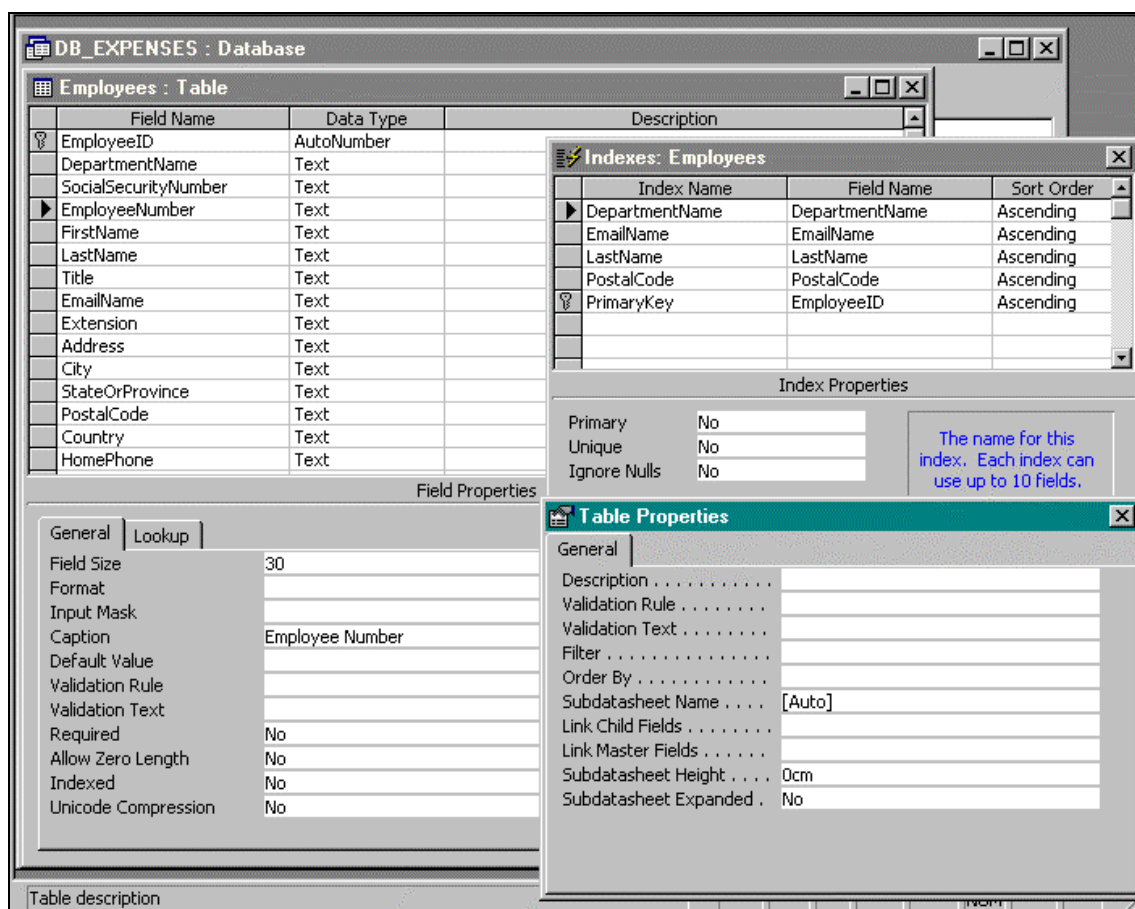 DB_EXPENSES : Database
Employees : Table
Field Name Data Type Description
EmployeeID AutoNumber
DepartmentName Text
SocialSecurityNumber Text
EmployeeNumber Text
FirstName Text
LastName Text
Title Text
EmailName Text
Extension Text
Address Text
City Text
StateOrProvince Text
PostalCode Text
Country Text
HomePhone Text
Field Properties
General Lookup
Field Size 30
Format
Input Mask
Caption Employee Number
Default Value
Validation Rule
Validation Text
Required No
Allow Zero Length No
Indexed No
Unicode Compression No
Indexes: Employees
Index Name Field Name Sort Order
DepartmentName DepartmentName Ascending
EmailName EmailName Ascending
LastName LastName Ascending
PostalCode PostalCode Ascending
PrimaryKey EmployeeID Ascending
Index Properties
Primary No
Unique No
Ignore Nulls No
The name for this
index. Each index can
use up to 10 fields.
Table Properties
General
Description . . . . . . . . . . .
Validation Rule . . . . . . . .
Validation Text . . . . . . . .
Filter . . . . . . . . . . . . . . .
Order By . . . . . . . . . . . .
Subdatasheet Name . . . . [Auto]
Link Child Fields . . . . . . . .
Link Master Fields . . . . . .
Subdatasheet Height . . . . 0cm
Subdatasheet Expanded . No
Table description
NUM